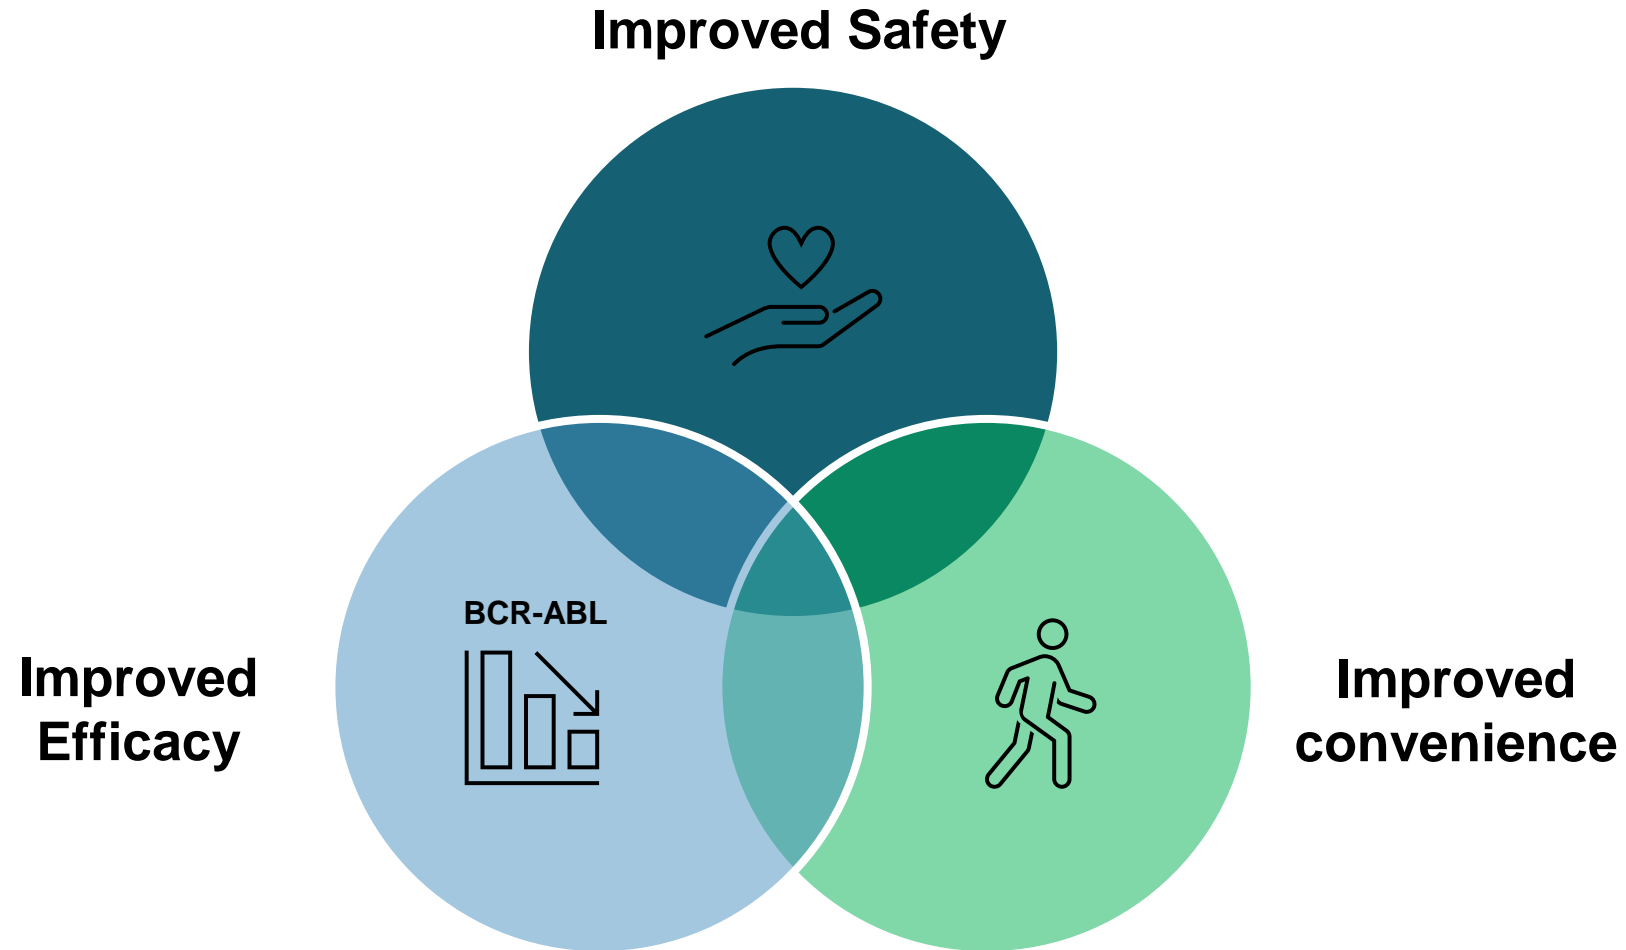 Improved Safety
BCR-ABL
Improved
Efficacy
Improved
convenience